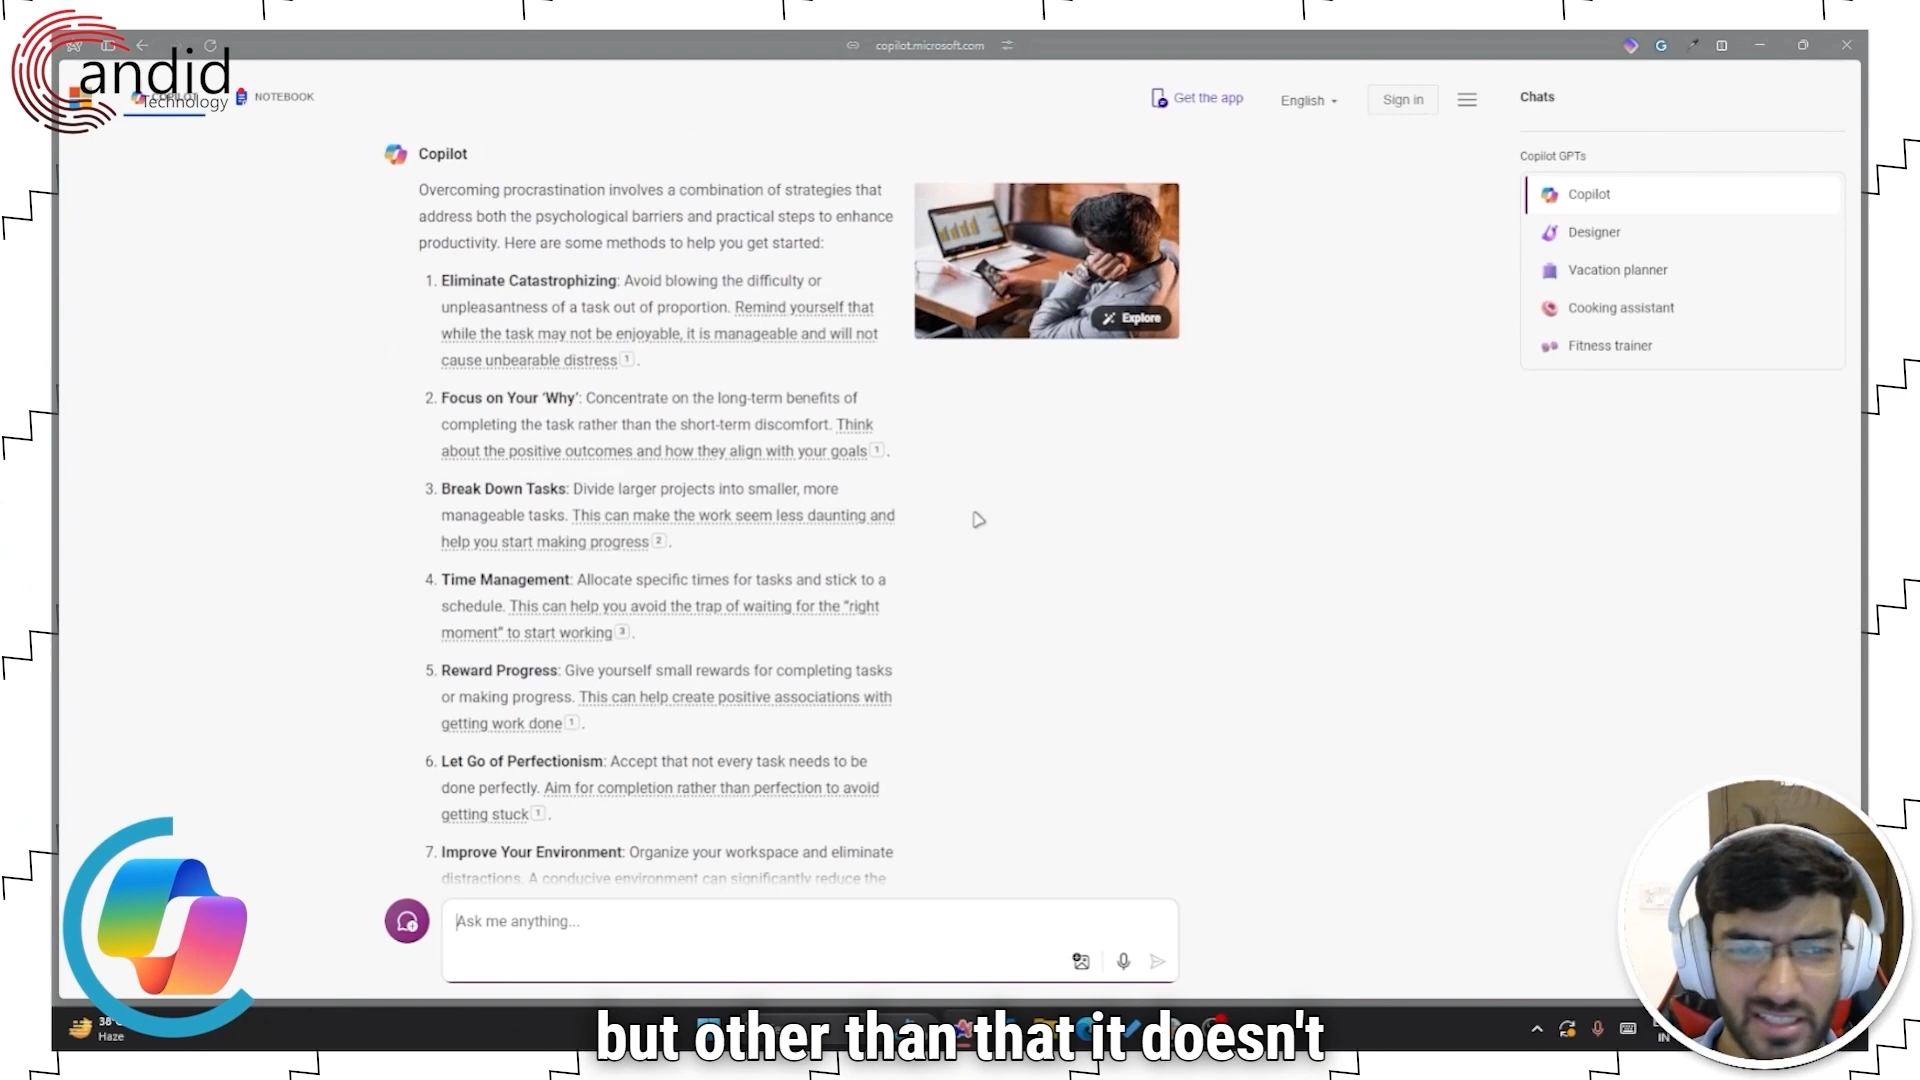 andid
Technology
NOTEBOOK
copilot.microsoft.com
Get the app
English
Sign in
Chats
Copilot GPTs
Copilot
Designer
Vacation planner
Cooking assistant
Fitness trainer
Copilot
Overcoming procrastination involves a combination of strategies that
address both the psychological barriers and practical steps to enhance
productivity. Here are some methods to help you get started:
1. Eliminate Catastrophizing: Avoid blowing the difficulty or
unpleasantness of a task out of proportion. Remind yourself that
while the task may not be enjoyable, it is manageable and will not
cause unbearable distress 1 .
2. Focus on Your ‘Why’: Concentrate on the long-term benefits of
completing the task rather than the short-term discomfort. Think
about the positive outcomes and how they align with your goals 1 .
3. Break Down Tasks: Divide larger projects into smaller, more
manageable tasks. This can make the work seem less daunting and
help you start making progress 2 .
4. Time Management: Allocate specific times for tasks and stick to a
schedule. This can help you avoid the trap of waiting for the “right
moment” to start working 3 .
5. Reward Progress: Give yourself small rewards for completing tasks
or making progress. This can help create positive associations with
getting work done 1 .
6. Let Go of Perfectionism: Accept that not every task needs to be
done perfectly. Aim for completion rather than perfection to avoid
getting stuck 1 .
7. Improve Your Environment: Organize your workspace and eliminate
distractions. A conducive environment can significantly reduce the
Explore
Ask me anything...
Haze
IN
but other than that it doesn't